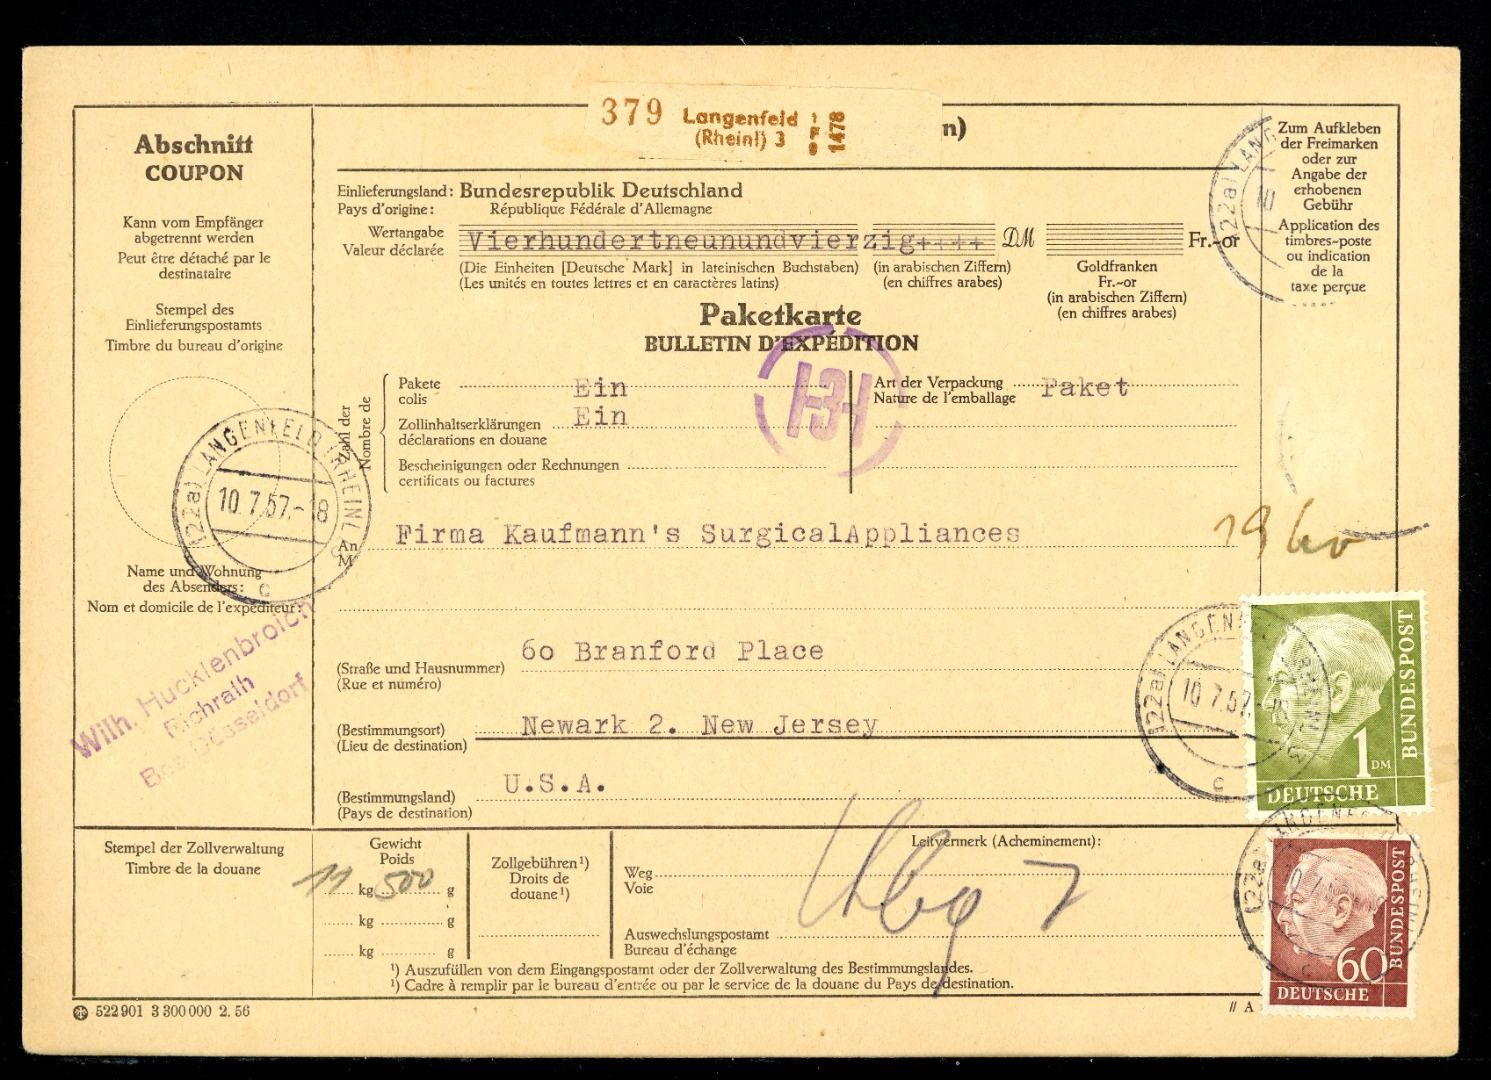 379 Langenfeld
(Rheinl) 3
1478
n)
Abschnitt
COUPON
Kann vom Empfänger
abgetrennt werden
Peut être détaché par le
destinataire
Stempel des
Einlieferungspostamts
Timbre du bureau d'origine
(22a) LANGENFELD (RHEINL) 3
10.7.57.-18
c
Name und Wohnung
des Absenders:
Nom et domicile de l'expéditeur:
Wilh. Hucklenbroich
Richrath
Bez. Düsseldorf
Einlieferungsland: Bundesrepublik Deutschland
Pays d'origine: République Fédérale d'Allemagne
Wertangabe
Valeur déclarée
Vierhundertneunundvierzig++++ DM
Fr.-or
(Die Einheiten [Deutsche Mark] in lateinischen Buchstaben) (in arabischen Ziffern)
(Les unités en toutes lettres et en caractères latins) (en chiffres arabes)
Goldfranken
Fr.-or
(in arabischen Ziffern)
(en chiffres arabes)
Paketkarte
BULLETIN D'EXPÉDITION
Zahl der
Nombre de
Pakete Ein
colis
Zollinhaltserklärungen Ein
déclarations en douane
Bescheinigungen oder Rechnungen
certificats ou factures
Art der Verpackung Paket
Nature de l'emballage
An
M
Firma Kaufmann's SurgicalAppliances
60 Branford Place
(Straße und Hausnummer)
(Rue et numéro)
Newark 2. New Jersey
(Bestimmungsort)
(Lieu de destination)
U.S.A.
(Bestimmungsland)
(Pays de destination)
Zum Aufkleben
der Freimarken
oder zur
Angabe der
erhobenen
Gebühr
Application des
timbres-poste
ou indication
de la
taxe perçue
(22a) LANG
10
(22a) LANGENF
10.7.57
c
1 DM
DEUTSCHE
BUNDESPOST
60
DEUTSCHE
BUNDESPOST
Stempel der Zollverwaltung
Timbre de la douane
Gewicht
Poids
11 kg 500 g
kg g
kg g
Zollgebühren¹)
Droits de
douane¹)
Leitvermerk (Acheminement):
Weg
Voie
Auswechslungspostamt
Bureau d'échange
¹) Auszufüllen von dem Eingangspostamt oder der Zollverwaltung des Bestimmungslandes.
¹) Cadre à remplir par le bureau d'entrée ou par le service de la douane du Pays de destination.
522901 3 300 000 2. 56
// A